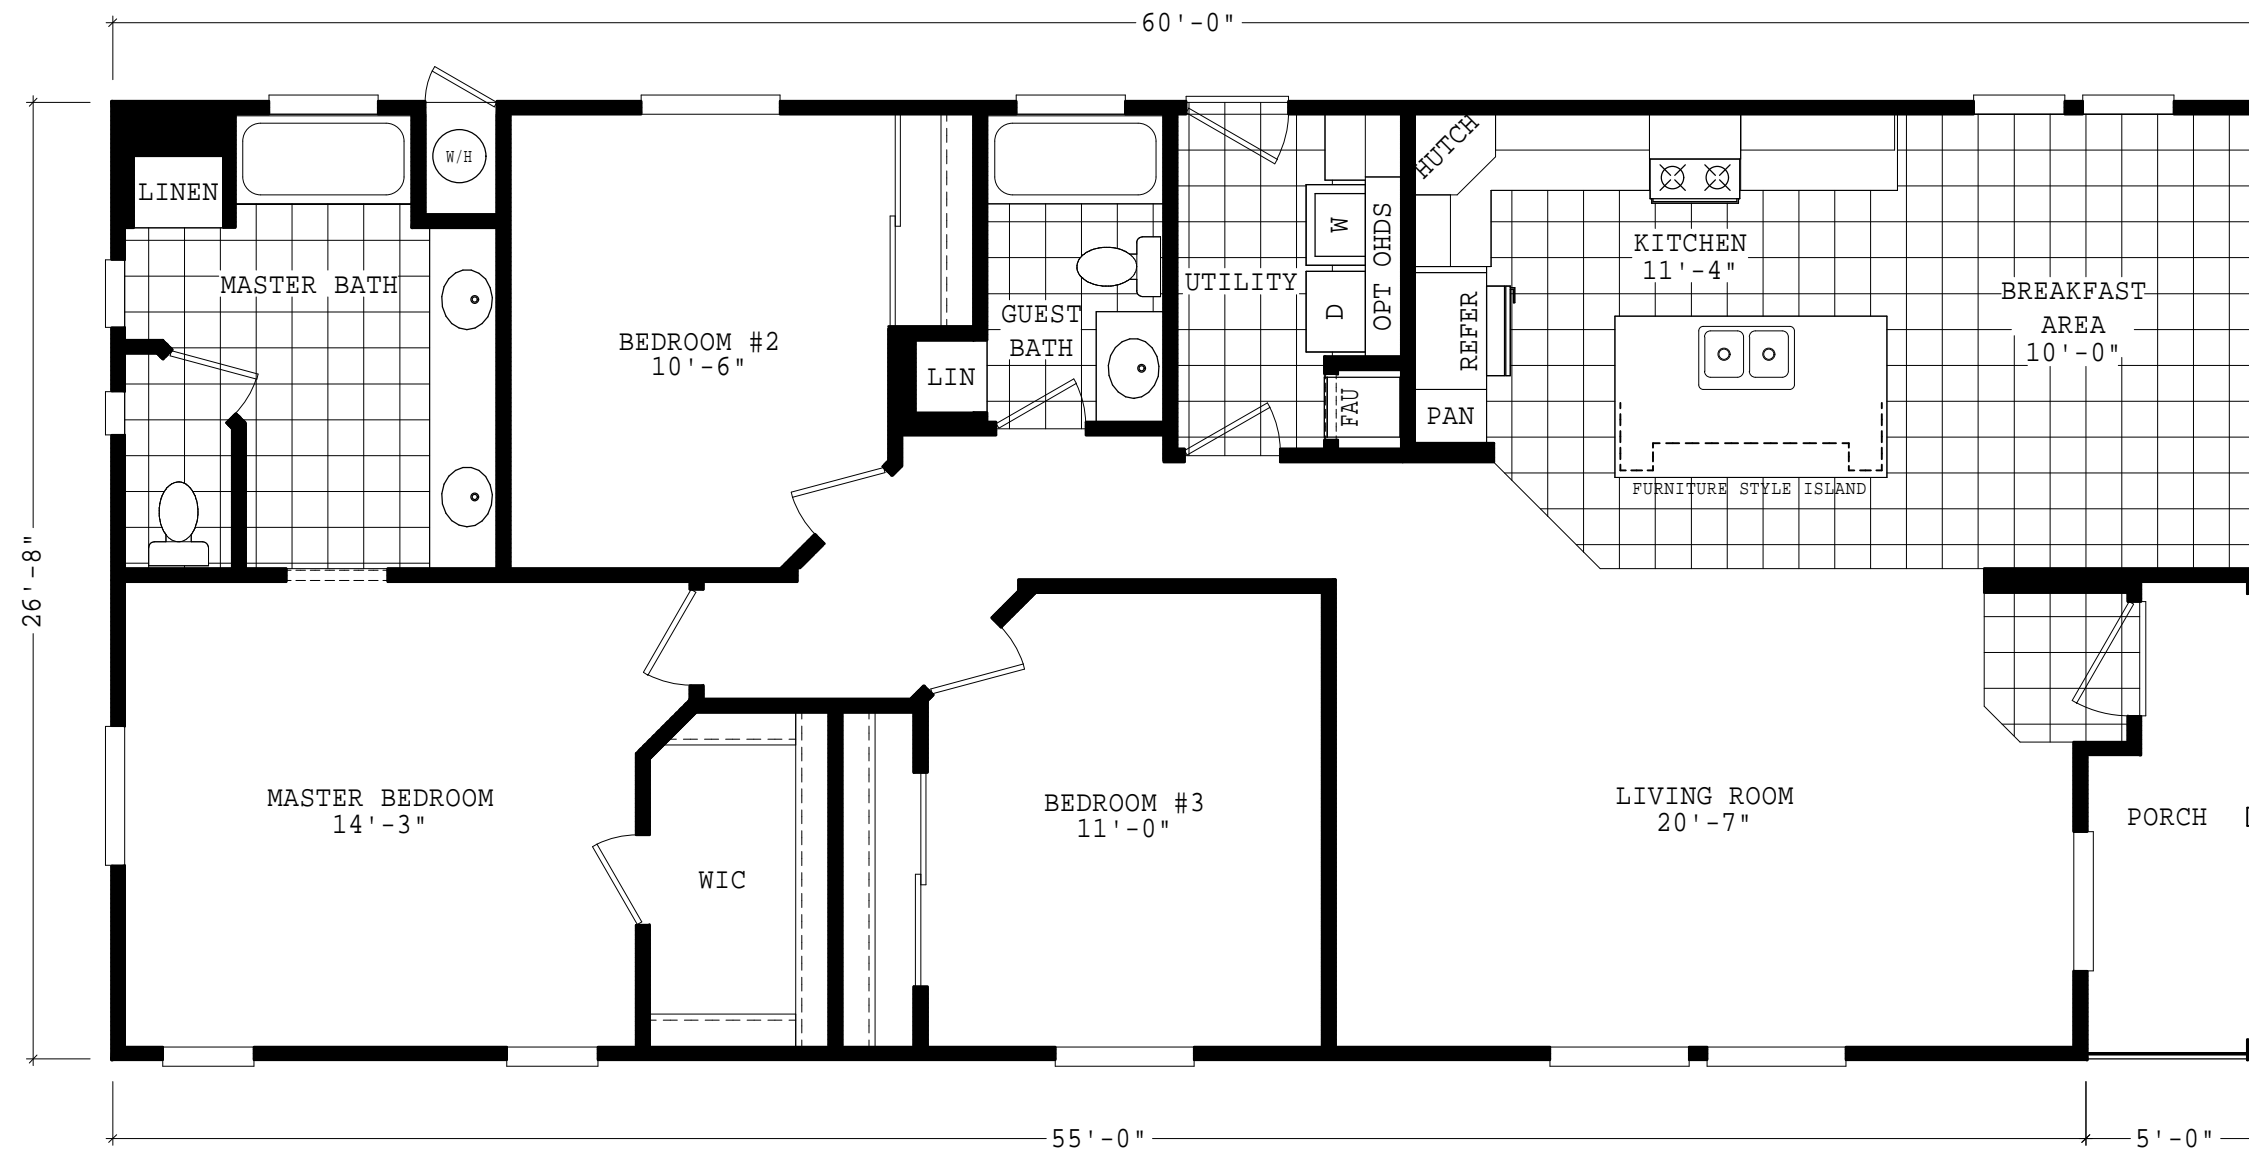 60'-0"
W/H
HUTCH
LINEN
W
OPT OHDS
KITCHEN
11'-4"
MASTER BATH
UTILITY
BREAKFAST
AREA
10'-0"
GUEST
BATH
D
REFER
BEDROOM #2
10'-6"
LIN
FAU
PAN
FURNITURE STYLE ISLAND
26'-8"
MASTER BEDROOM
14'-3"
BEDROOM #3
11'-0"
LIVING ROOM
20'-7"
PORCH
WIC
55'-0"
5'-0"